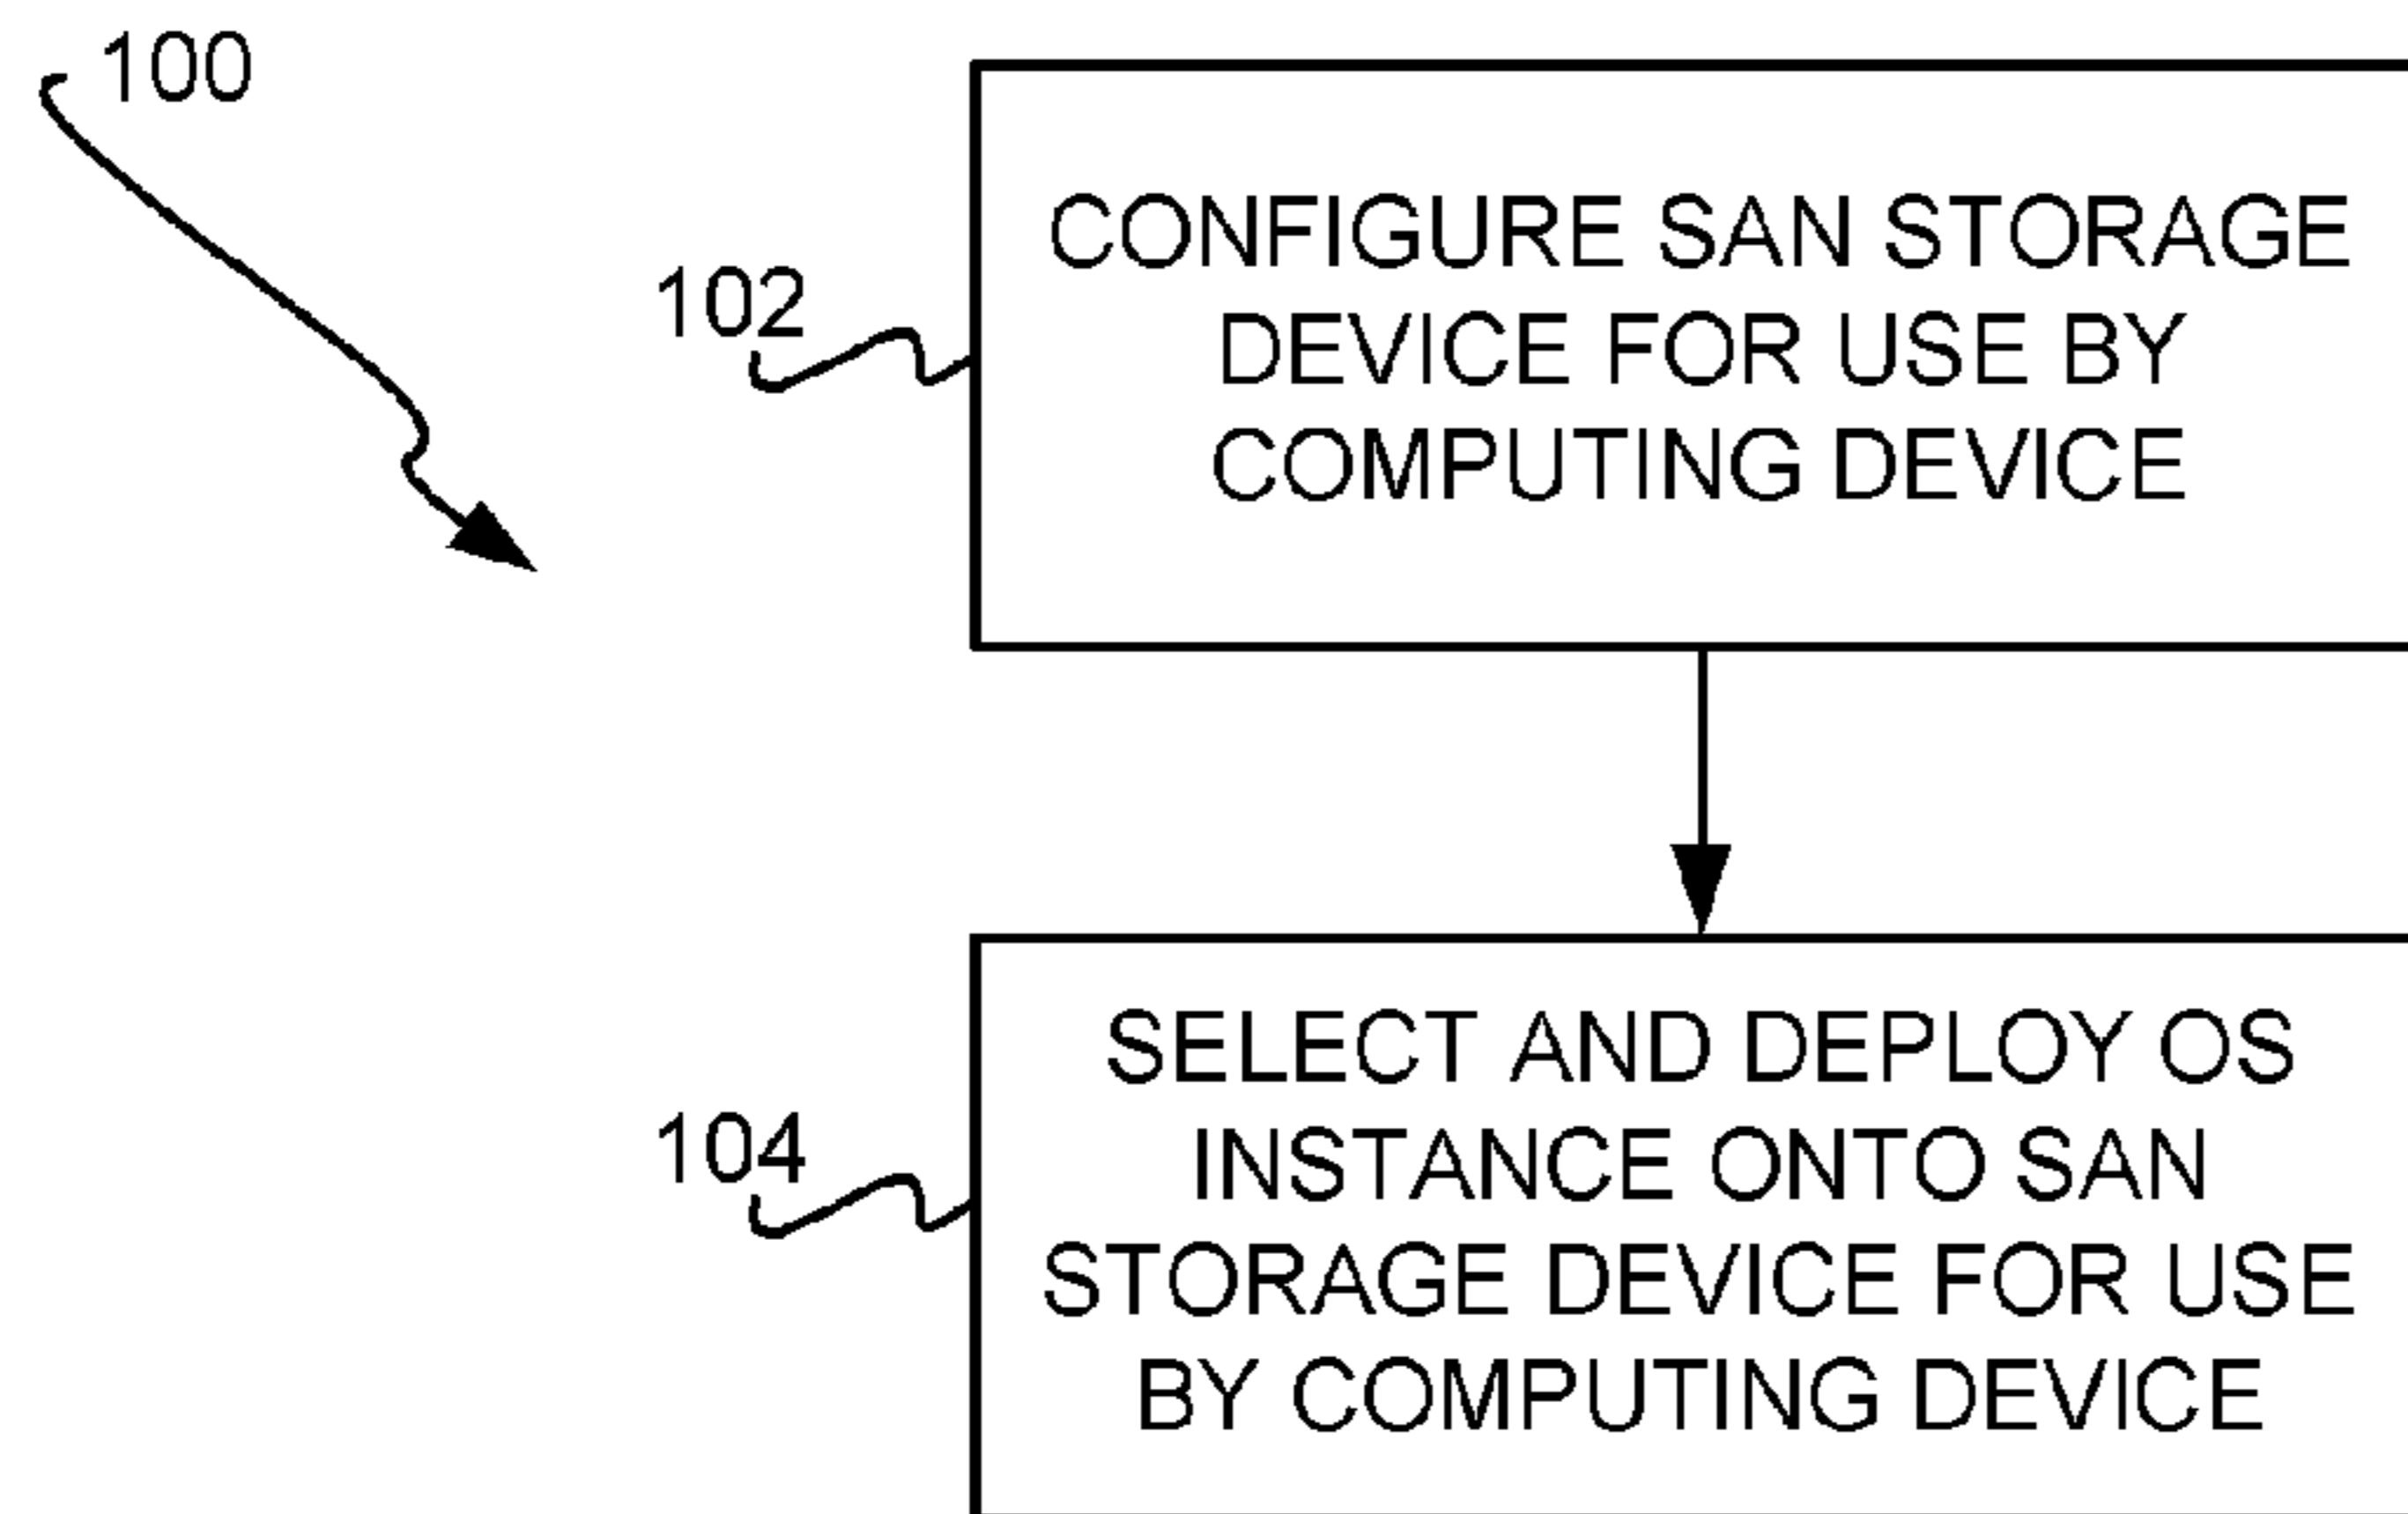 100
102
CONFIGURE SAN STORAGE
DEVICE FOR USE BY
COMPUTING DEVICE
104
SELECT AND DEPLOY OS
INSTANCE ONTO SAN
STORAGE DEVICE FOR USE
BY COMPUTING DEVICE